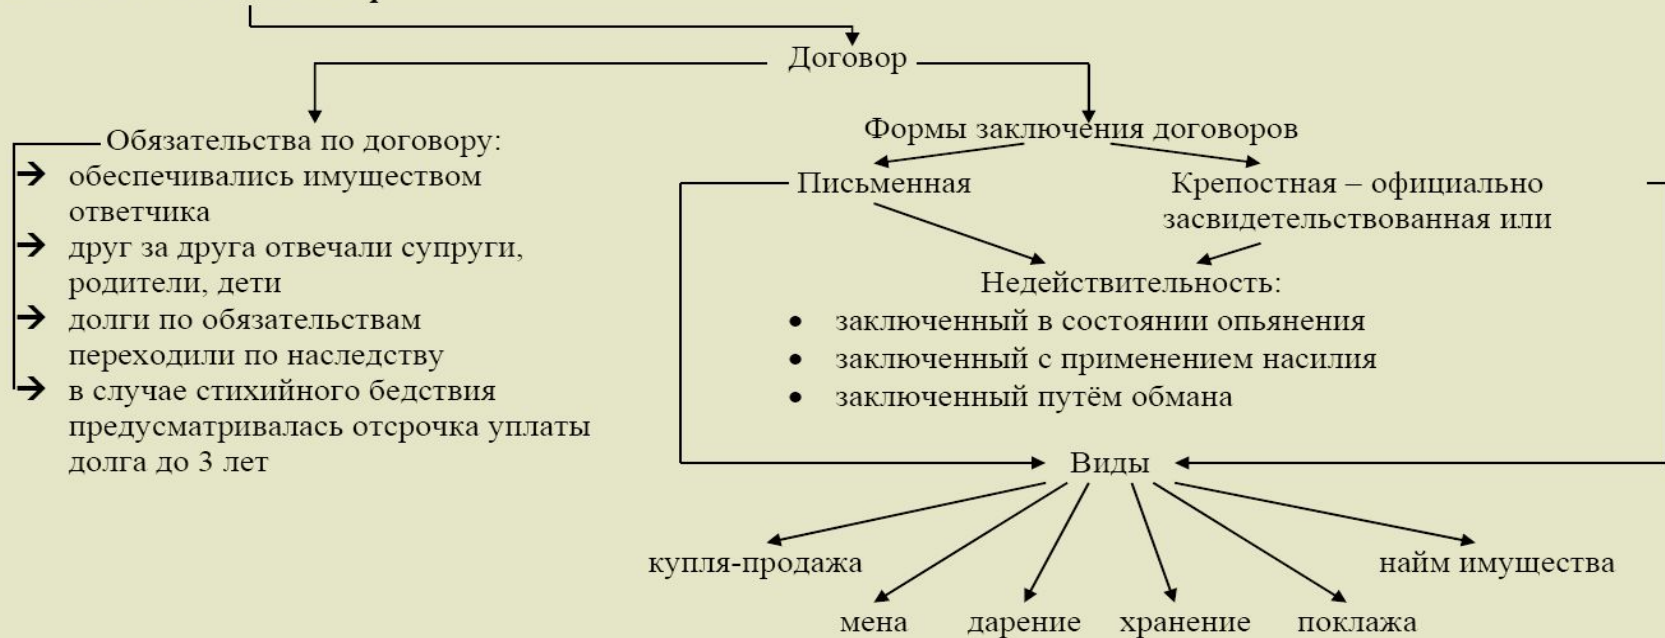 Договор
Обязательства по договору:
обеспечивались имуществом
ответчика
друг за друга отвечали супруги,
родители, дети
долги по обязательствам
переходили по наследству
в случае стихийного бедствия
предусматривалась отсрочка уплаты
долга до 3 лет
Формы заключения договоров
Письменная
Крепостная – официально
засвидетельствованная или
Недействительность:
• заключенный в состоянии опьянения
• заключенный с применением насилия
• заключенный путём обмана
Виды
купля-продажа
найм имущества
мена дарение хранение поклажа